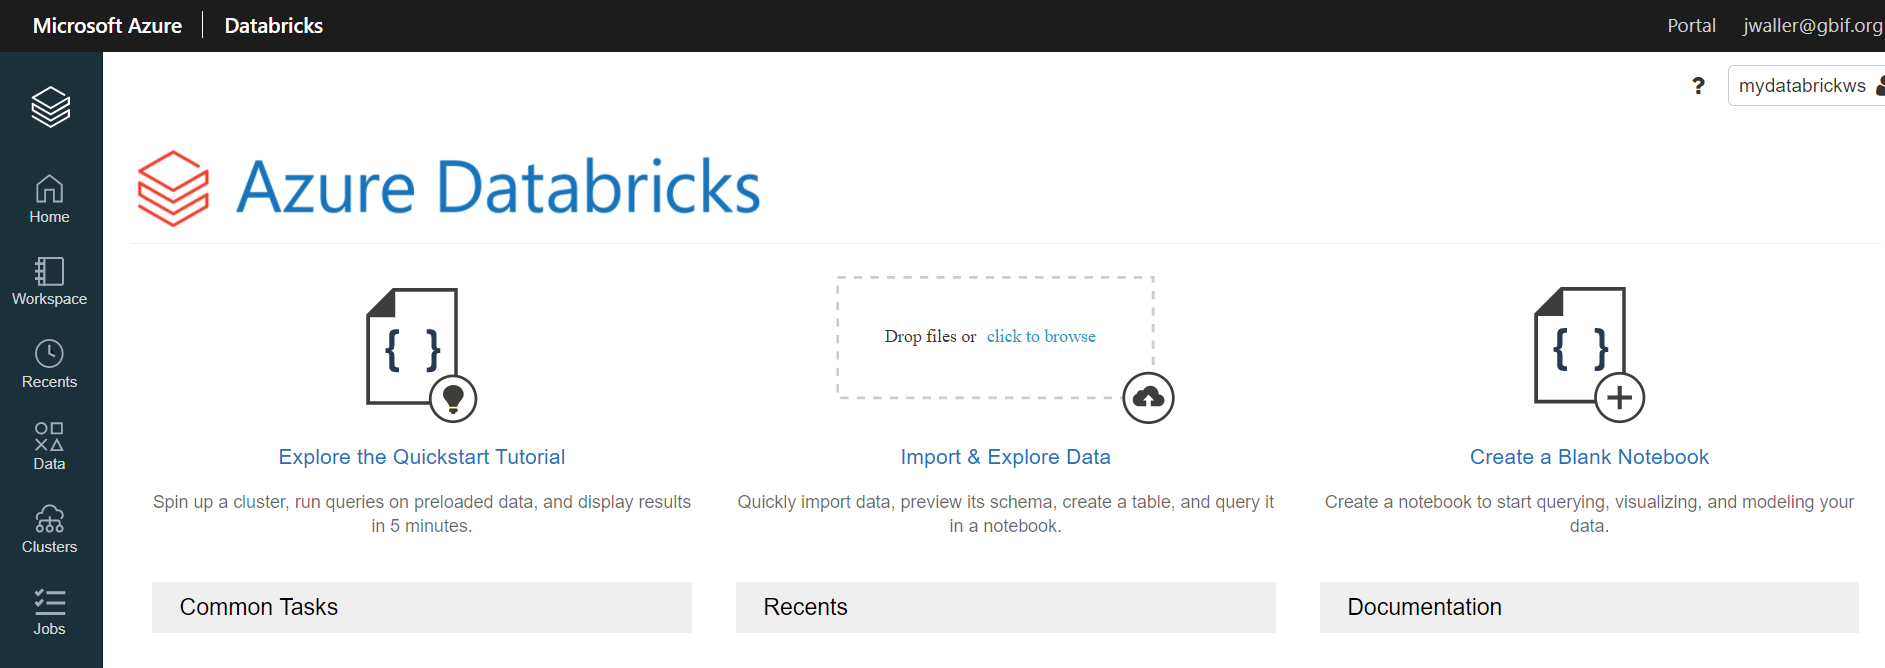 Microsoft Azure Databricks Portal jwaller@gbif.org
? mydatabrickws
Azure Databricks
Home
Workspace
Recents
Data
Clusters
Jobs
{ }
Drop files or click to browse
{ }
Explore the Quickstart Tutorial
Import & Explore Data
Create a Blank Notebook
Spin up a cluster, run queries on preloaded data, and display results
in 5 minutes.
Quickly import data, preview its schema, create a table, and query it
in a notebook.
Create a notebook to start querying, visualizing, and modeling your
data.
Common Tasks
Recents
Documentation